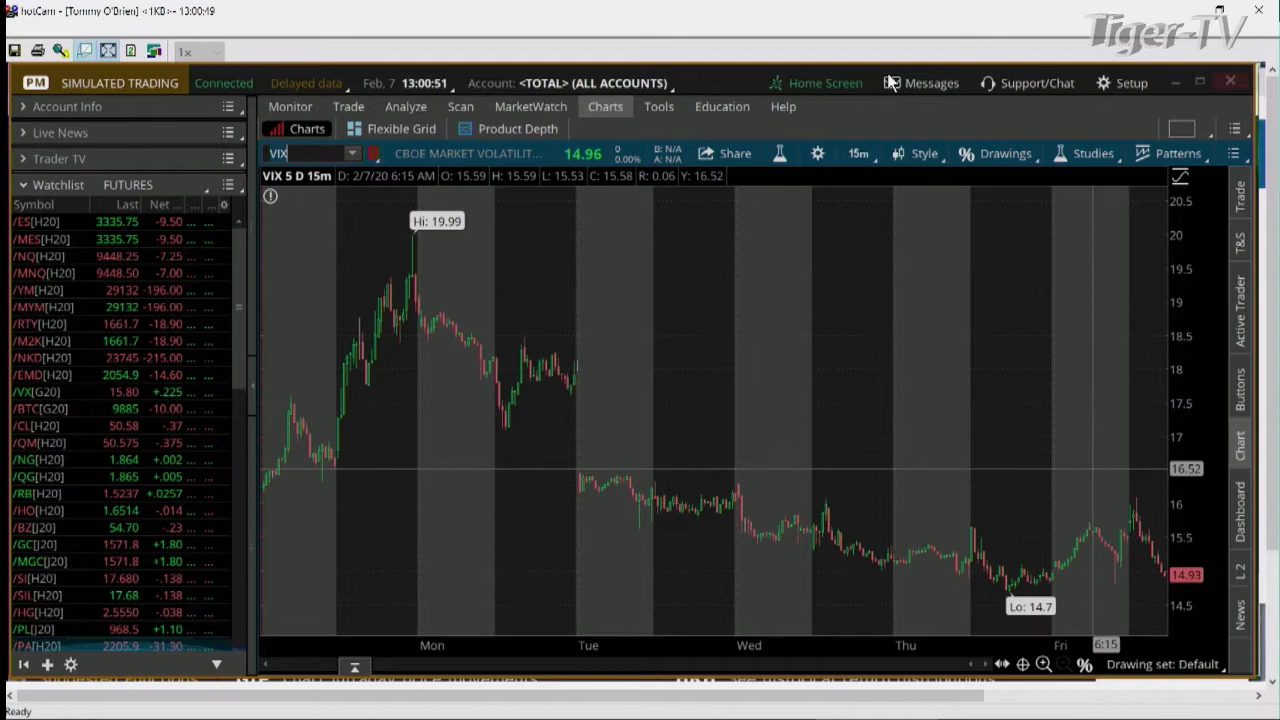 hotCam - [Tommy O'Brien] <1KB> - 13:00:49
Tiger-TV
1x
PM SIMULATED TRADING Connected Delayed data Feb, 7 13:00:51 Account: <TOTAL> (ALL ACCOUNTS) Home Screen Messages Support/Chat Setup
Account Info
Live News
Trader TV
Watchlist FUTURES
Symbol Last Net ... ... ...
/ES[H20] 3335.75 -9.50 ... ...
/MES[H20] 3335.75 -9.50 ... ...
/NQ[H20] 9448.25 -7.25 ... ...
/MNQ[H20] 9448.50 -7.00 ... ...
/YM[H20] 29132 -196.00 ... ...
/MYM[H20] 29132 -196.00 ... ...
/RTY[H20] 1661.7 -18.90 ... ...
/M2K[H20] 1661.7 -18.90 ... ...
/NKD[H20] 23745 -215.00 ... ...
/EMD[H20] 2054.9 -14.60 ... ...
/VX[G20] 15.80 +.225 ... ...
/BTC[G20] 9885 -10.00 ... ...
/CL[H20] 50.58 -.37 ... ...
/QM[H20] 50.575 -.375 ... ...
/NG[H20] 1.864 +.002 ... ...
/QG[H20] 1.865 +.005 ... ...
/RB[H20] 1.5237 +.0257 ... ...
/HO[H20] 1.6514 -.014 ... ...
/BZ[J20] 54.70 -.23 ... ...
/GC[J20] 1571.8 +1.80 ... ...
/MGC[J20] 1571.8 +1.80 ... ...
/SI[H20] 17.680 -.138 ... ...
/SIL[H20] 17.68 -.138 ... ...
/HG[H20] 2.5550 -.038 ... ...
/PL[J20] 968.5 +1.10 ... ...
/PA[H20] 2205.9 -31.30 ... ...
Monitor Trade Analyze Scan MarketWatch Charts Tools Education Help
Charts Flexible Grid Product Depth
VIX CBOE MARKET VOLATILIT... 14.96 0 0.00% B: N/A A: N/A Share 15m Style Drawings Studies Patterns
VIX 5 D 15m D: 2/7/20 6:15 AM O: 15.59 H: 15.59 L: 15.53 C: 15.58 R: 0.06 Y: 16.52
20.5
Hi: 19.99
20
19.5
19
18.5
18
17.5
17
16.52
16
15.5
14.93
14.5
Lo: 14.7
Mon Tue Wed Thu Fri 6:15
Drawing set: Default
Trade
T&S
Active Trader
Buttons
Chart
Dashboard
L2
News
Ready